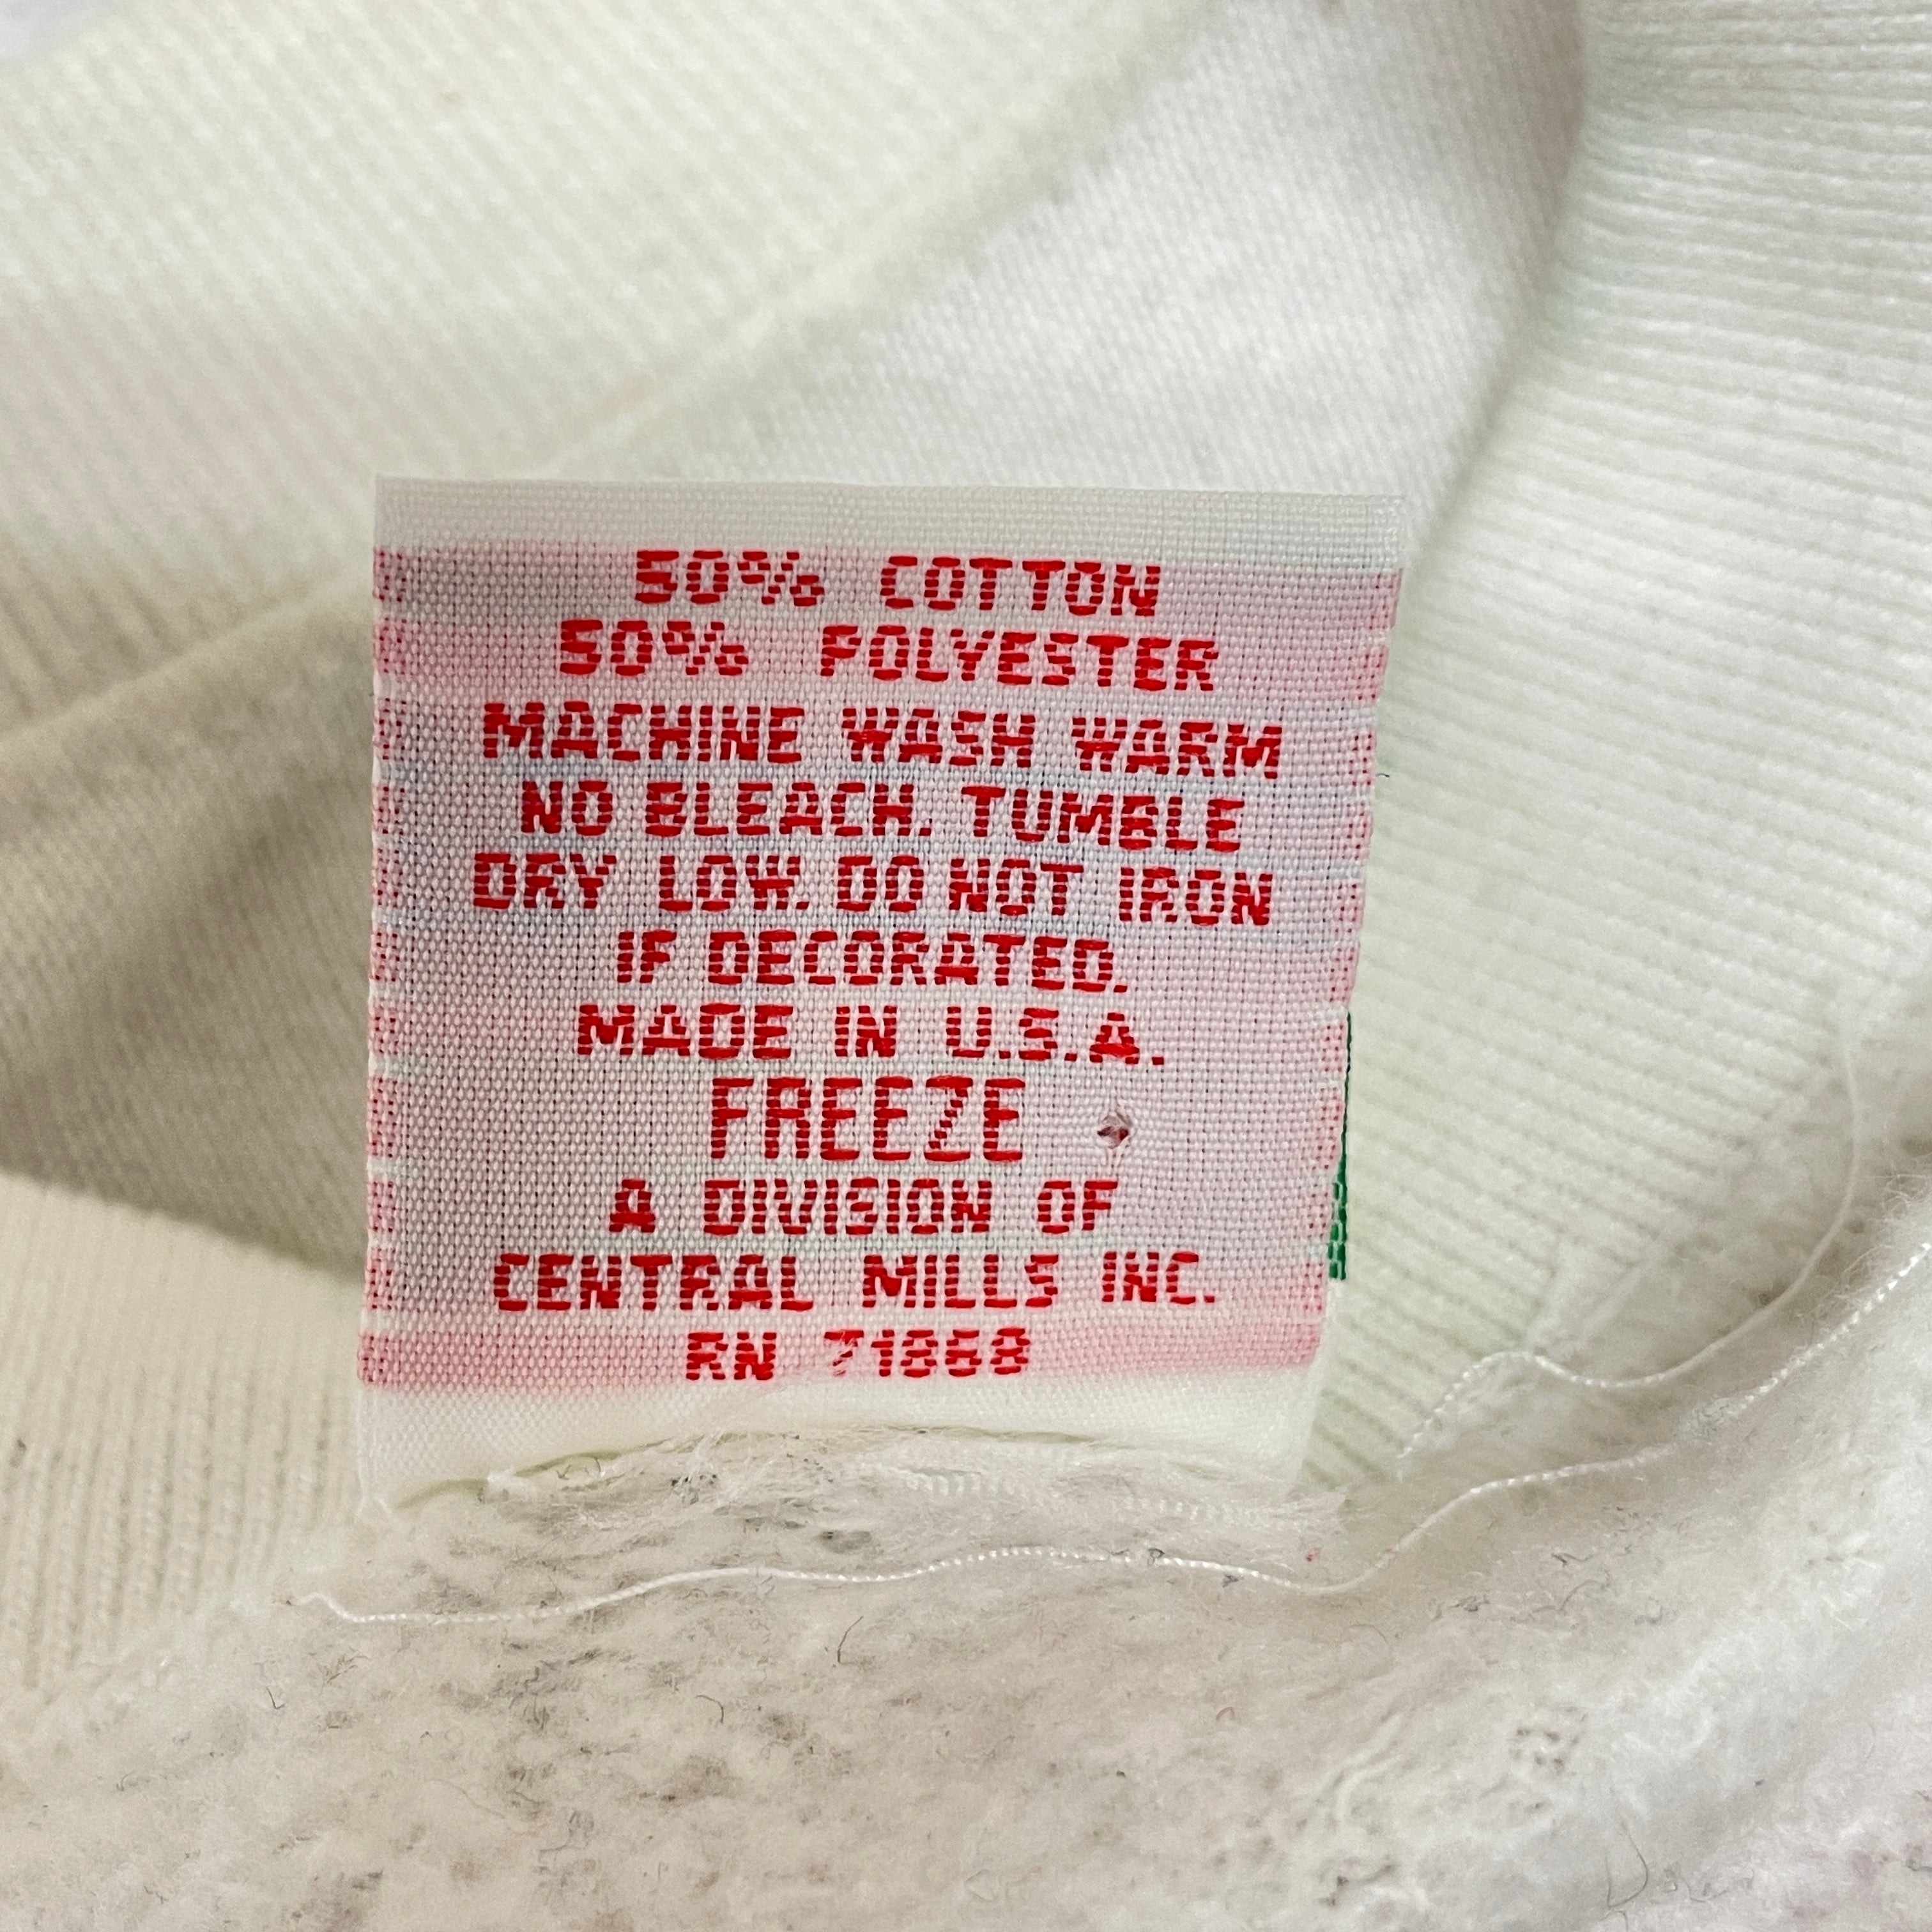 50% COTTON
50% POLYESTER
MACHINE WASH WARM
NO BLEACH. TUMBLE
DRY LOW. DO NOT IRON
IF DECORATED.
MADE IN U.S.A.
FREEZE
A DIVISION OF
CENTRAL MILLS INC.
RN 71868